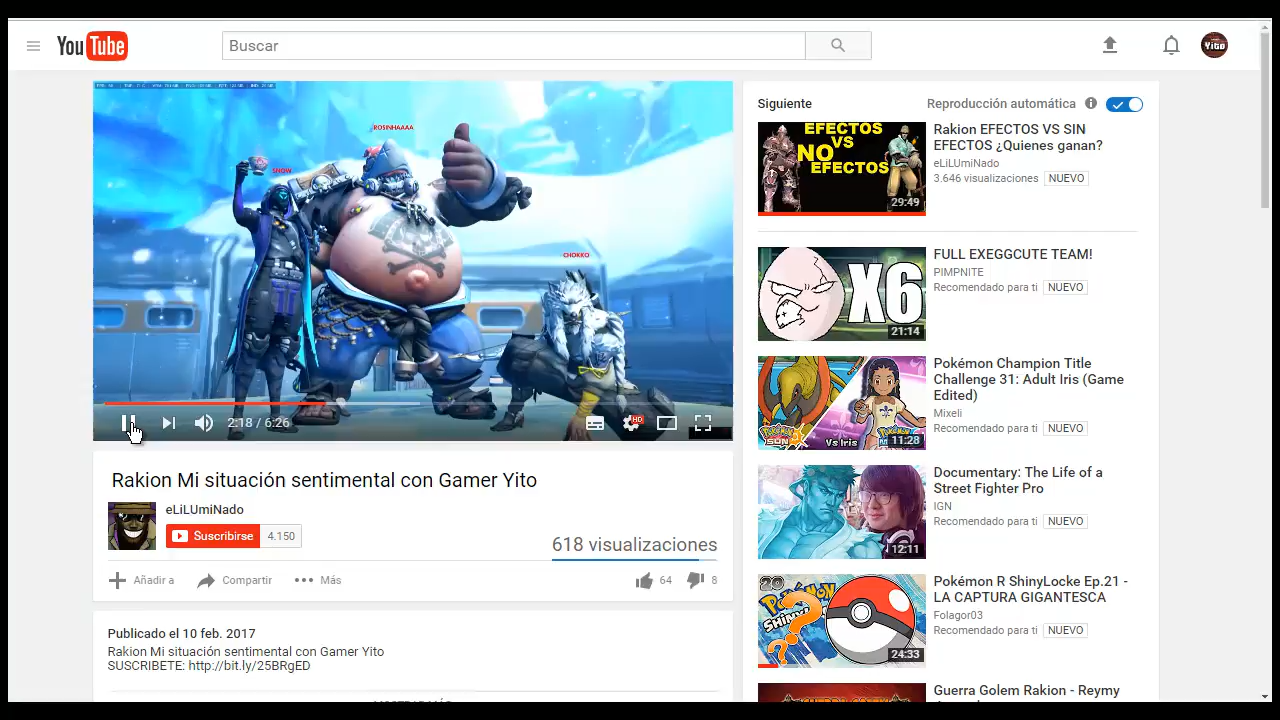 YouTube
Buscar
Yito
ROSINHAAAA
SNOW
CHOKKO
2:18 / 6:26
HD
Rakion Mi situación sentimental con Gamer Yito
eLiLUmiNado
Suscribirse 4.150
618 visualizaciones
Añadir a Compartir Más 64 8
Publicado el 10 feb. 2017
Rakion Mi situación sentimental con Gamer Yito
SUSCRIBETE: http://bit.ly/25BRgED
Siguiente Reproducción automática
EFECTOS
VS
NO
EFECTOS
29:49
Rakion EFECTOS VS SIN
EFECTOS ¿Quienes ganan?
eLiLUmiNado
3.646 visualizaciones NUEVO
X6
21:14
FULL EXEGGCUTE TEAM!
PIMPNITE
Recomendado para ti NUEVO
Vs Iris
11:28
Pokémon Champion Title
Challenge 31: Adult Iris (Game
Edited)
Mixeli
Recomendado para ti NUEVO
12:11
Documentary: The Life of a
Street Fighter Pro
IGN
Recomendado para ti NUEVO
20
24:33
Pokémon R ShinyLocke Ep.21 -
LA CAPTURA GIGANTESCA
Folagor03
Recomendado para ti NUEVO
Guerra Golem Rakion - Reymy